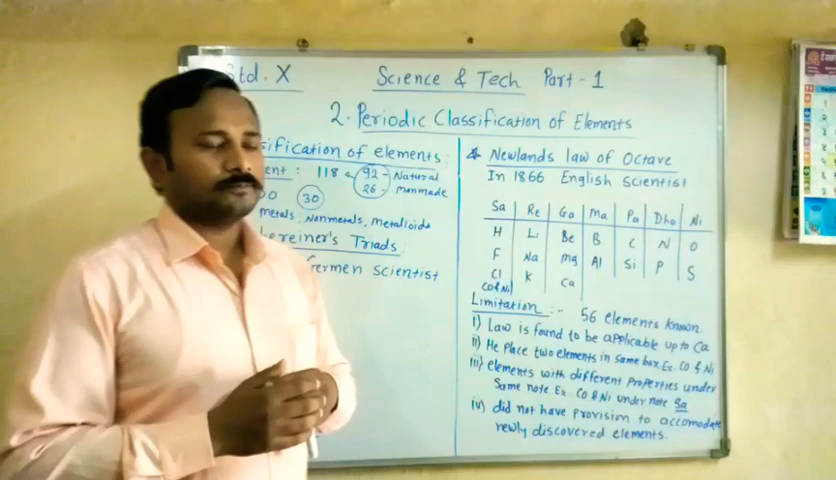 Std. X Science & Tech Part-1
2. Periodic Classification of Elements
sification of elements:
ent: 118 92 - Natural
26 - manmade
00 30
metals, Nonmetals, Metalloids
bereiner's Triads
Germen scientist
Newlands law of Octave
In 1866 English scientist
Sa Re Ga Ma Pa Dha Ni
H Li Be B C N O
F Na Mg Al Si P S
Cl K Ca
Co & Ni
Limitation:- 56 elements known
i) Law is found to be applicable up to Ca
ii) He place two elements in same box Ex. Co & Ni
iii) elements with different properties under
Same note Ex Co & Ni under note Sa
iv) did not have provision to accomodate
newly discovered elements.